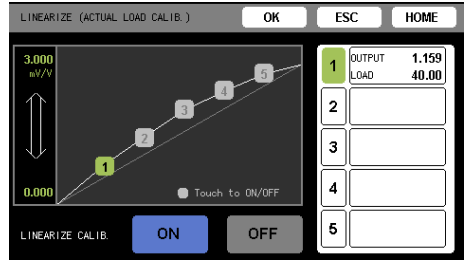 LINEARIZE (ACTUAL LOAD CALIB.) OK ESC HOME
3.000
mV/V
0.000
1
2
3
4
5
Touch to ON/OFF
1 OUTPUT 1.159
LOAD 40.00
2
3
4
5
LINEARIZE CALIB. ON OFF